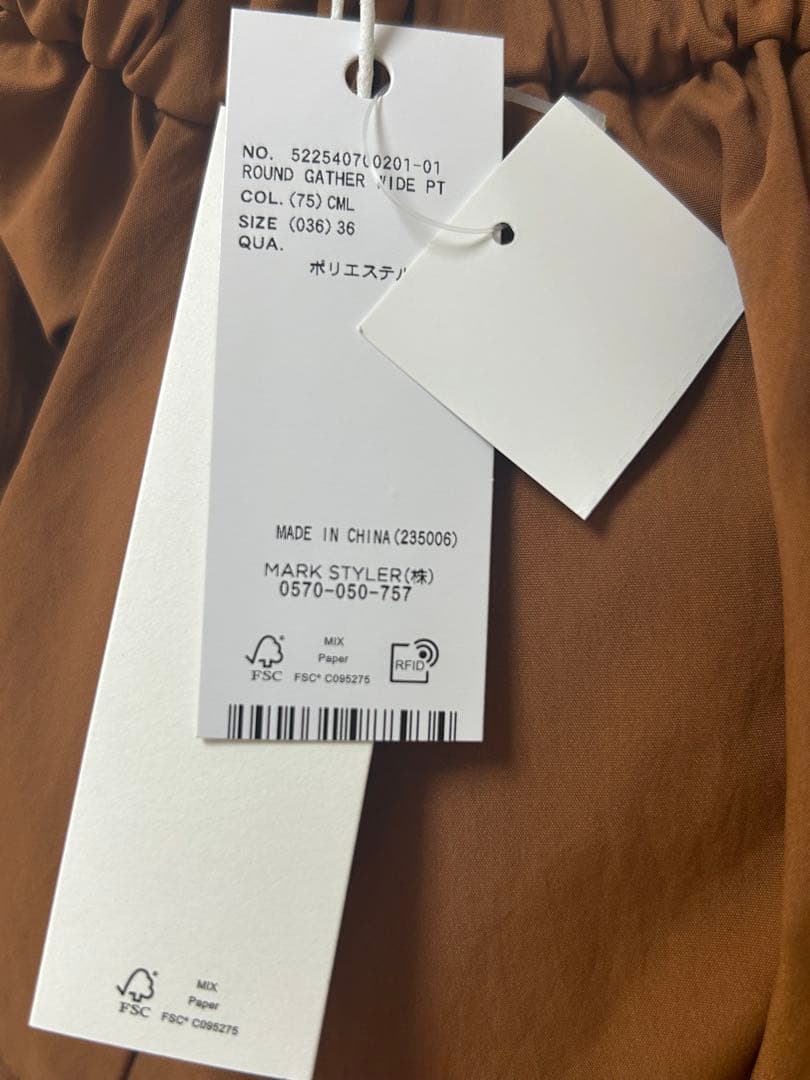 NO. 522540700201-01
ROUND GATHER WIDE PT
COL.(75)CML
SIZE (036)36
QUA.
ポリエステル
MADE IN CHINA(235006)
MARK STYLER(株)
0570-050-757
FSC
MIX
Paper
FSC® C095275
RFID
FSC
MIX
Paper
FSC® C095275